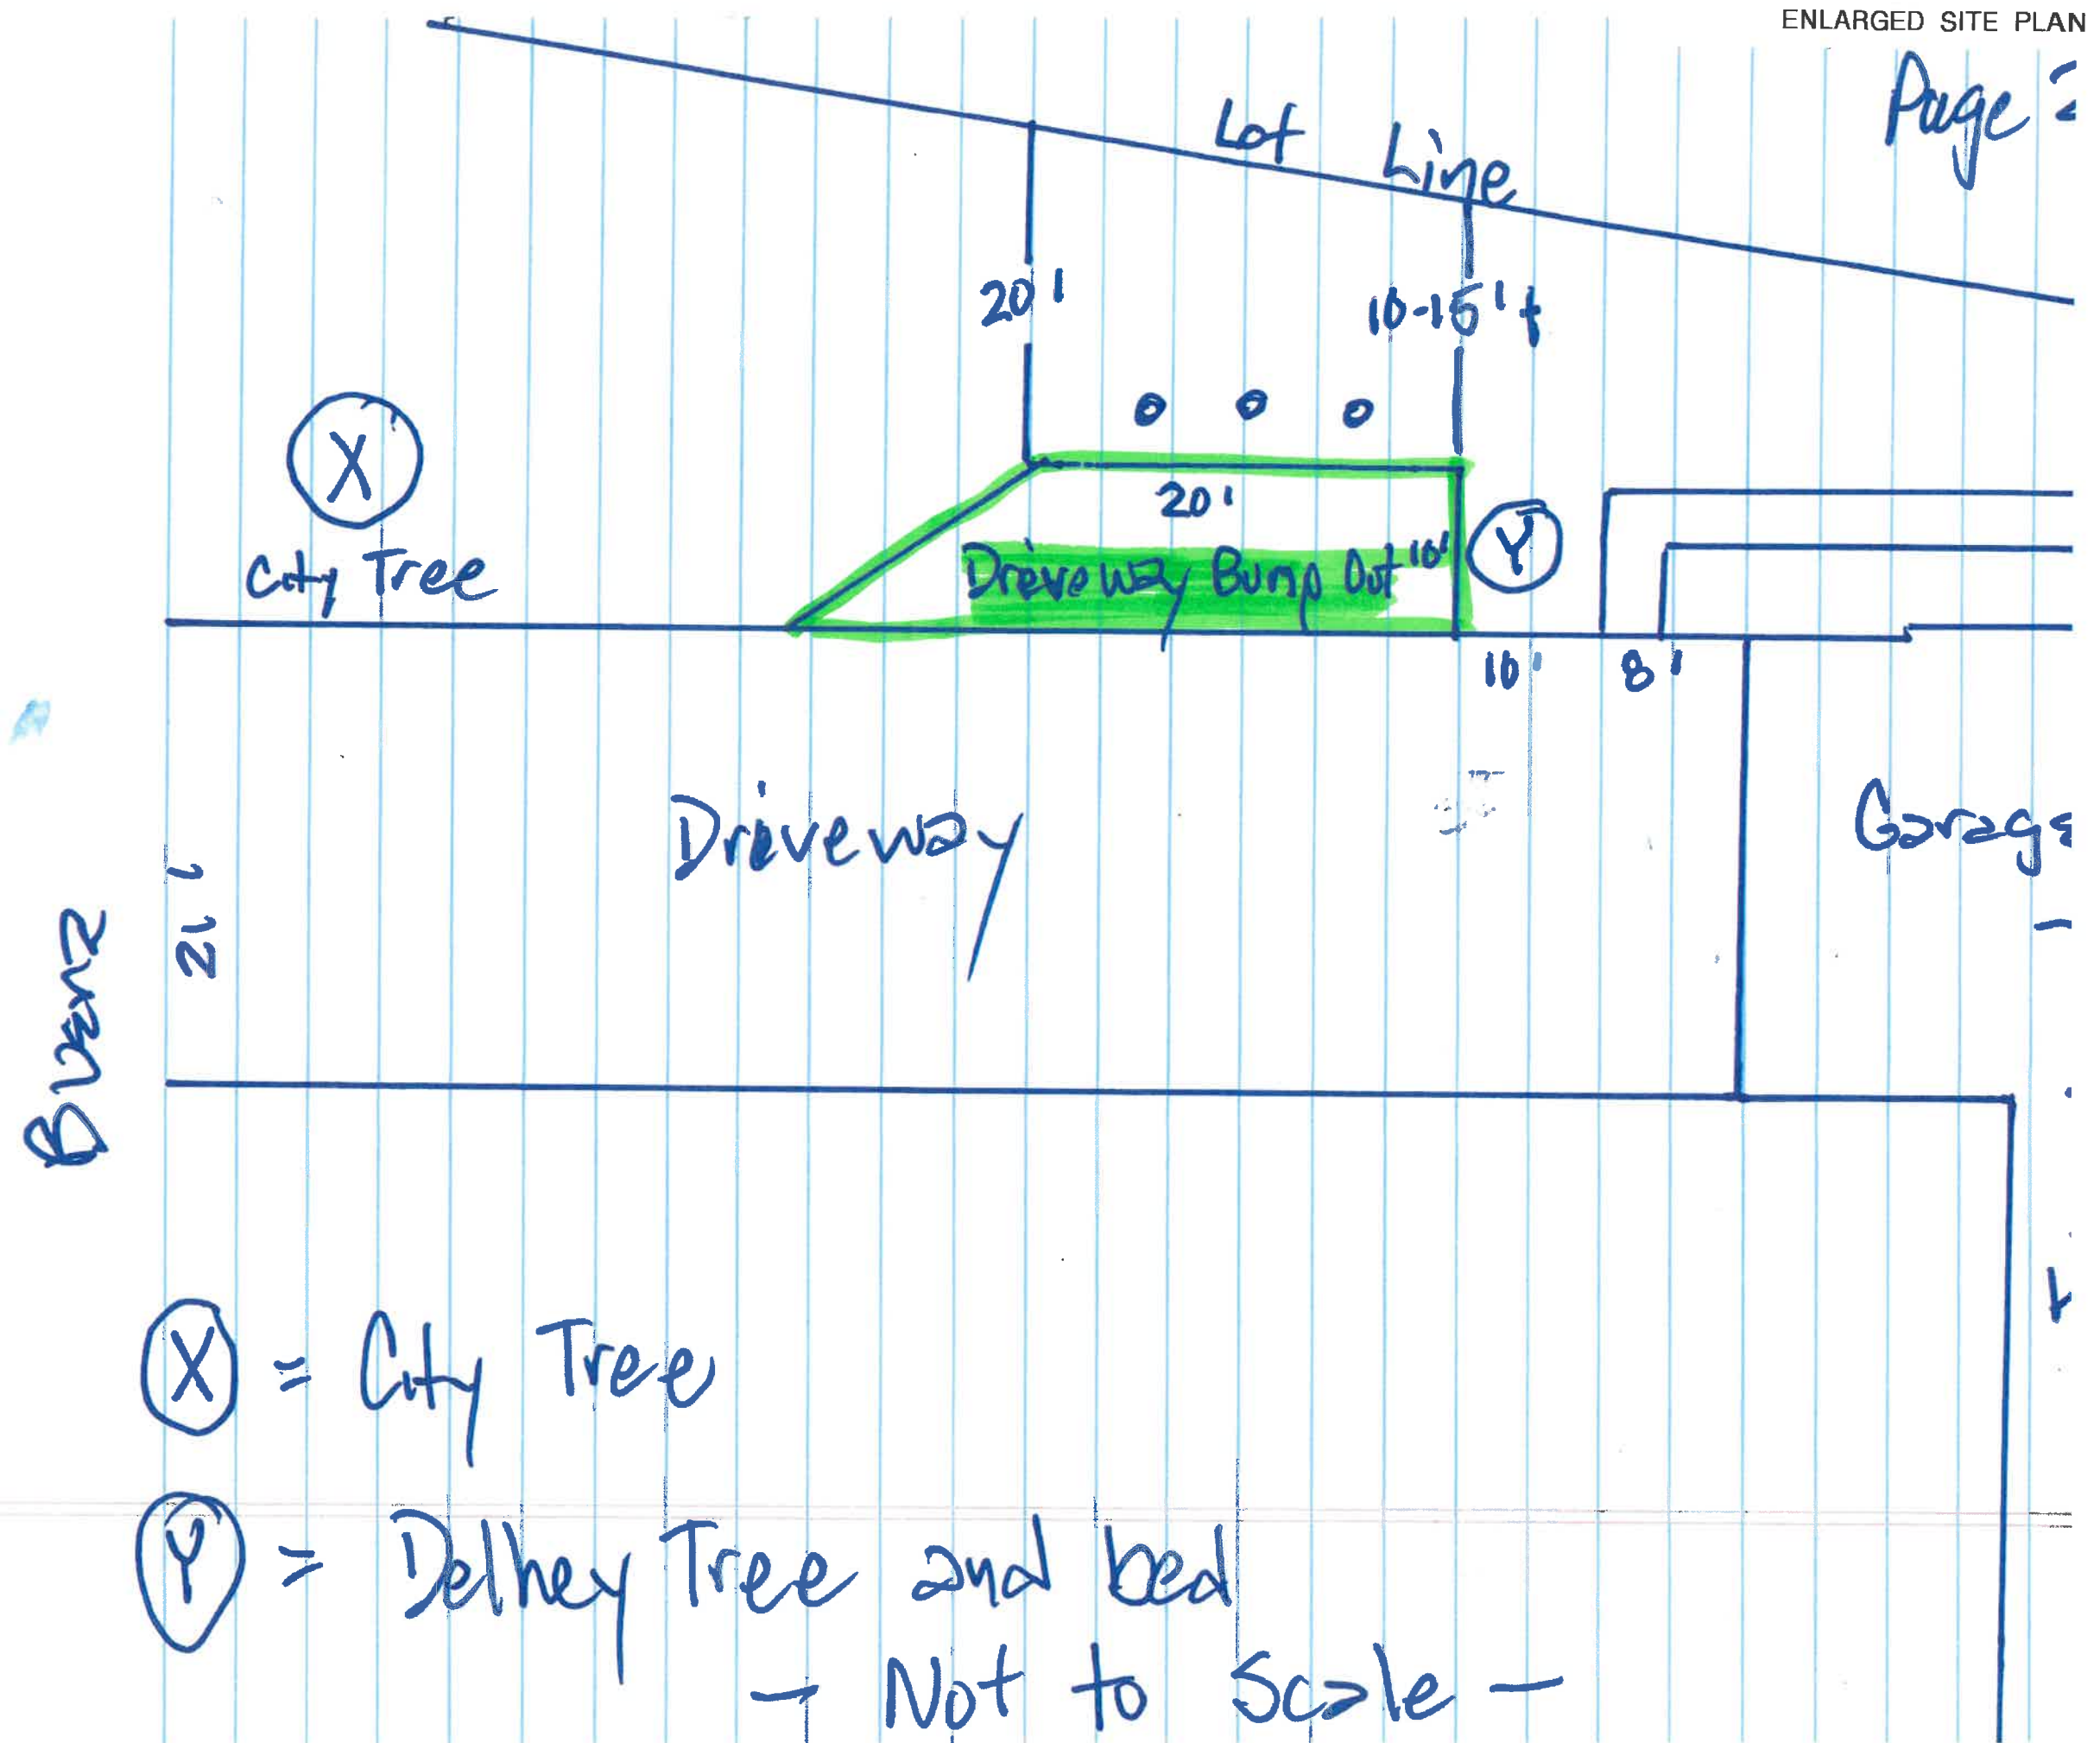 ENLARGED SITE PLAN
Page
Lot Line
20'
10-15'±
X
City Tree
20'
Driveway Bump Out 10'
Y
10'
8'
Driveway
Garage
21'
X = City Tree
Y = Delhey Tree and bed
- Not to Scale -